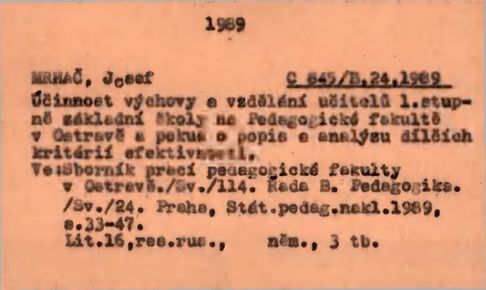 1989
MRHAČ, Josef C 845/B.24.1989
Účinnost výchovy a vzdělání učitelů 1.stup-
ně základní školy na Pedagogické fakultě
v Ostravě a pokus o popis a analýzu dílčích
kritérií efektivnosti.
Ve:Sborník prací pedagogické fakulty
v Ostravě./Sv./114. Řada B. Pedagogika.
/Sv./24. Praha, Stát.pedag.nakl.1989,
s.33-47.
Lit.16,res.rus., něm., 3 tb.